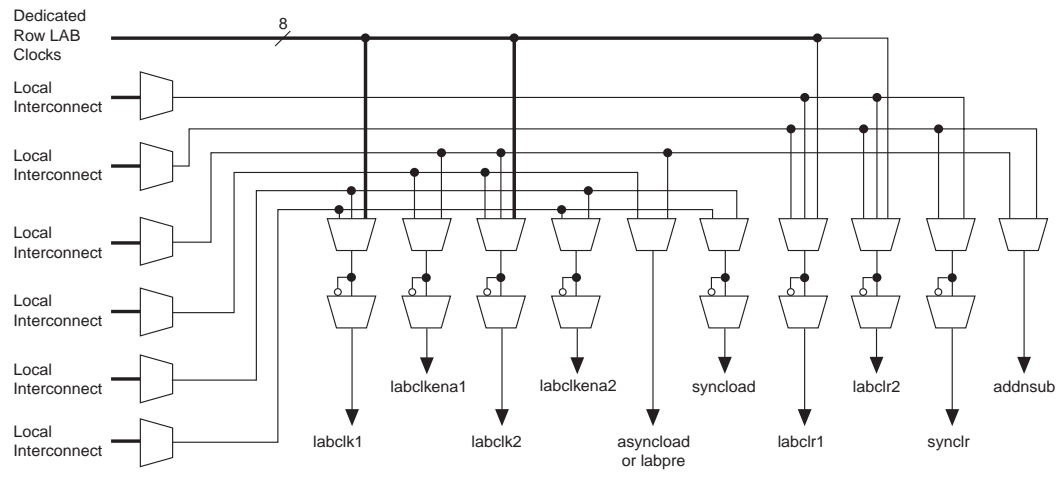 Dedicated
Row LAB
Clocks
8
Local
Interconnect
Local
Interconnect
Local
Interconnect
Local
Interconnect
Local
Interconnect
Local
Interconnect
labclkena1
labclkena2
syncload
labclr2
addnsub
labclk1
labclk2
asyncload
or labpre
labclr1
synclr